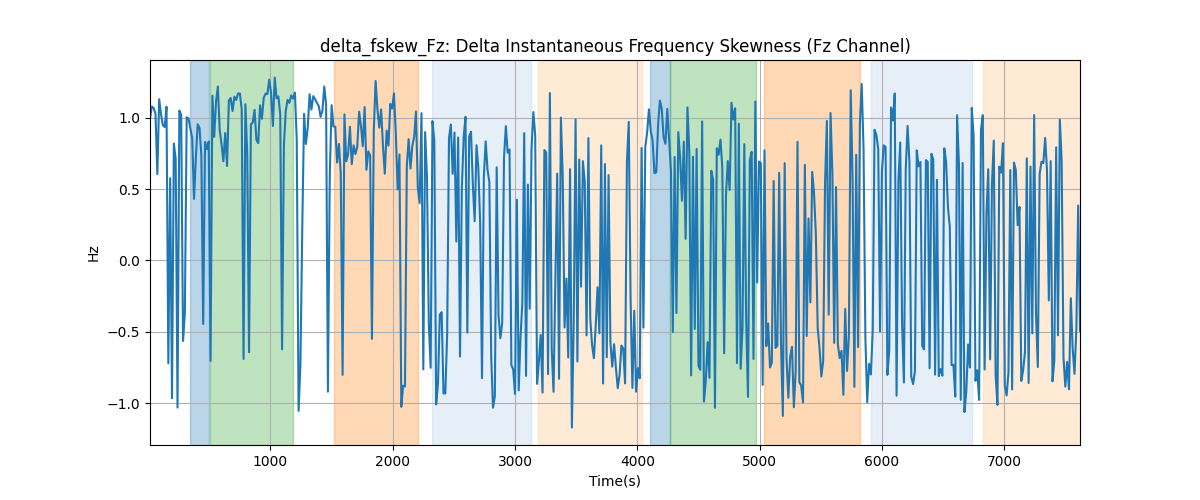 delta_fskew_Fz: Delta Instantaneous Frequency Skewness (Fz Channel)
1.0
0.5
0.0
−0.5
−1.0
Hz
1000 2000 3000 4000 5000 6000 7000
Time(s)